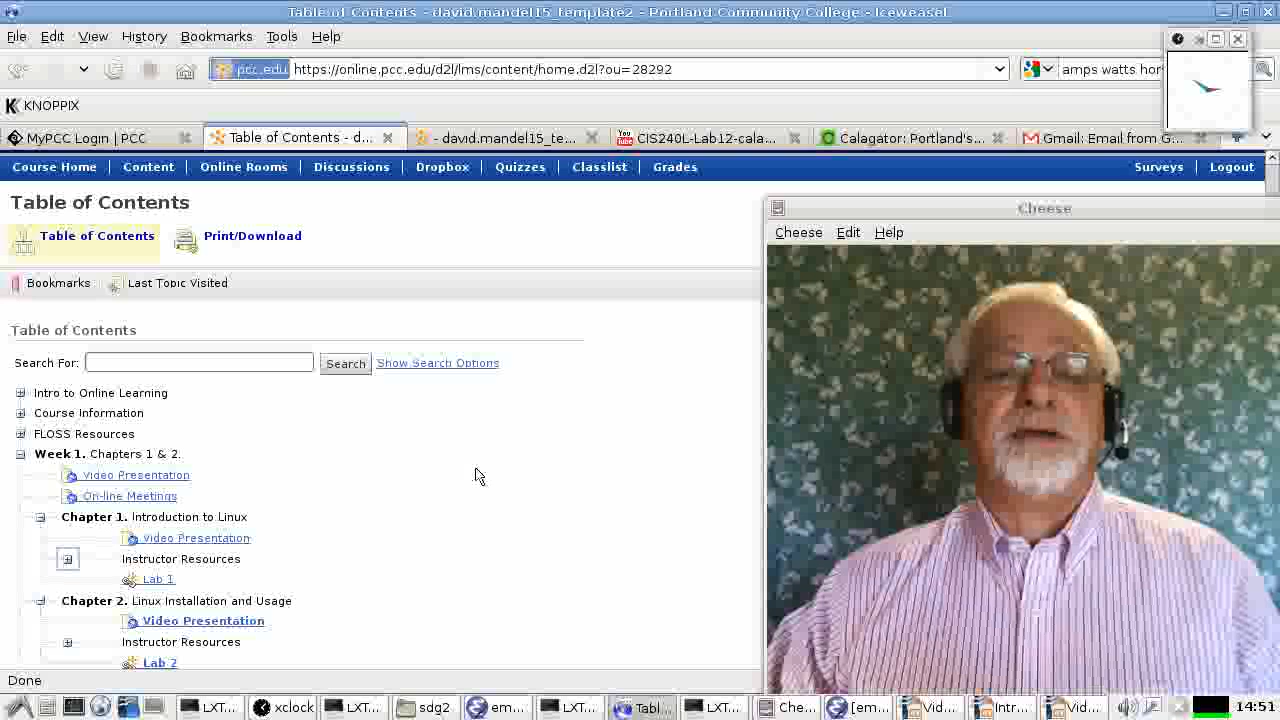 Table of Contents - david.mandel15_template2 - Portland Community College - Iceweasel
File Edit View History Bookmarks Tools Help
pcc.edu https://online.pcc.edu/d2l/lms/content/home.d2l?ou=28292
amps watts hor
KNOPPIX
MyPCC Login | PCC
Table of Contents - d...
- david.mandel15_te...
CIS240L-Lab12-cala...
Calagator: Portland's...
Gmail: Email from G...
Course Home Content Online Rooms Discussions Dropbox Quizzes Classlist Grades Surveys Logout
Table of Contents
Table of Contents Print/Download
Bookmarks Last Topic Visited
Table of Contents
Search For: Search Show Search Options
Intro to Online Learning
Course Information
FLOSS Resources
Week 1. Chapters 1 & 2.
Video Presentation
On-line Meetings
Chapter 1. Introduction to Linux
Video Presentation
Instructor Resources
Lab 1
Chapter 2. Linux Installation and Usage
Video Presentation
Instructor Resources
Lab 2
Cheese
Cheese Edit Help
Done
LXT... xclock LXT... sdg2 em... LXT... Tabl... LXT... Che... [em... Vid... Intr... Vid... 14:51